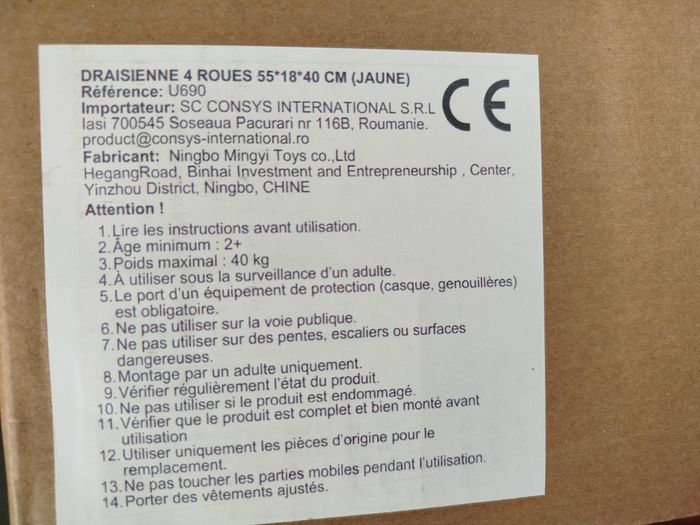 DRAISIENNE 4 ROUES 55*18*40 CM (JAUNE)
Référence: U690
Importateur: SC CONSYS INTERNATIONAL S.R.L
Iasi 700545 Soseaua Pacurari nr 116B, Roumanie.
product@consys-international.ro
CE
Fabricant: Ningbo Mingyi Toys co.,Ltd
HegangRoad, Binhai Investment and Entrepreneurship , Center,
Yinzhou District, Ningbo, CHINE
Attention !
1.Lire les instructions avant utilisation.
2.Âge minimum : 2+
3.Poids maximal : 40 kg
4.À utiliser sous la surveillance d'un adulte.
5.Le port d'un équipement de protection (casque, genouillères)
est obligatoire.
6.Ne pas utiliser sur la voie publique.
7.Ne pas utiliser sur des pentes, escaliers ou surfaces
dangereuses.
8.Montage par un adulte uniquement.
9.Vérifier régulièrement l'état du produit.
10.Ne pas utiliser si le produit est endommagé.
11.Vérifier que le produit est complet et bien monté avant
utilisation
12.Utiliser uniquement les pièces d'origine pour le
remplacement.
13.Ne pas toucher les parties mobiles pendant l'utilisation.
14.Porter des vêtements ajustés.